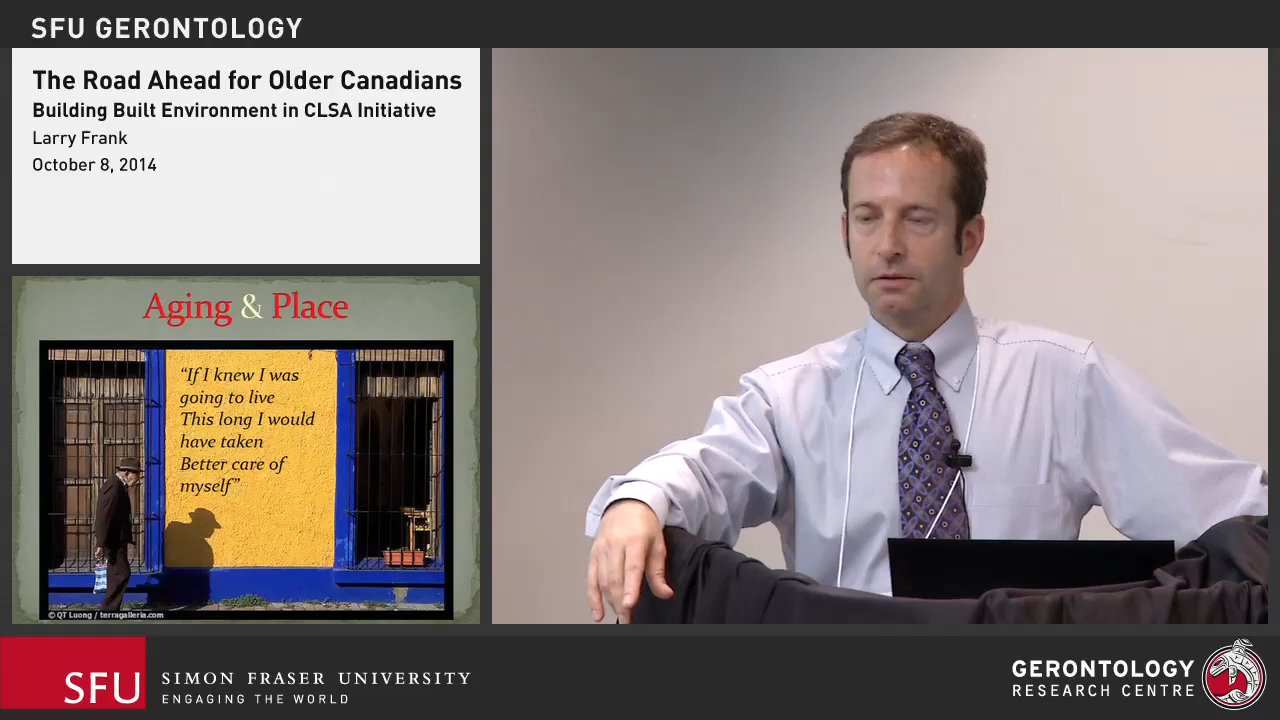 SFU GERONTOLOGY
The Road Ahead for Older Canadians
Building Built Environment in CLSA Initiative
Larry Frank
October 8, 2014
Aging & Place
“If I knew I was
going to live
This long I would
have taken
Better care of
myself”
© QT Luong / terragalleria.com
SFU
SIMON FRASER UNIVERSITY
ENGAGING THE WORLD
GERONTOLOGY
RESEARCH CENTRE